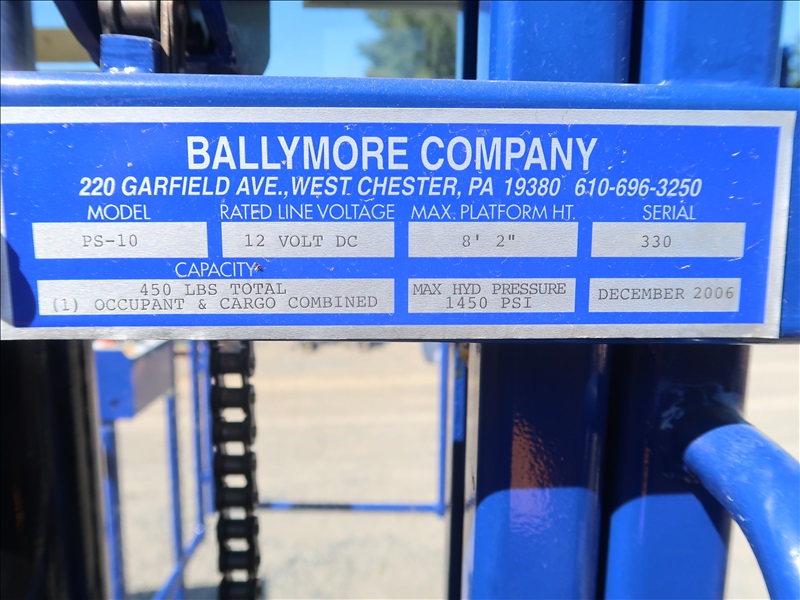 BALLYMORE COMPANY
220 GARFIELD AVE., WEST CHESTER, PA 19380 610-696-3250
MODEL RATED LINE VOLTAGE MAX. PLATFORM HT. SERIAL
PS-10 12 VOLT DC 8' 2" 330
CAPACITY
450 LBS TOTAL
(1) OCCUPANT & CARGO COMBINED
MAX HYD PRESSURE
1450 PSI
DECEMBER 2006